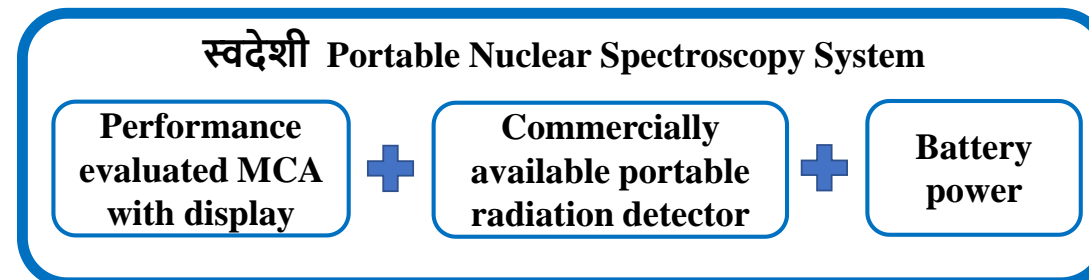 स्वदेशी Portable Nuclear Spectroscopy System
Performance
evaluated MCA
with display
Commercially
available portable
radiation detector
Battery
power